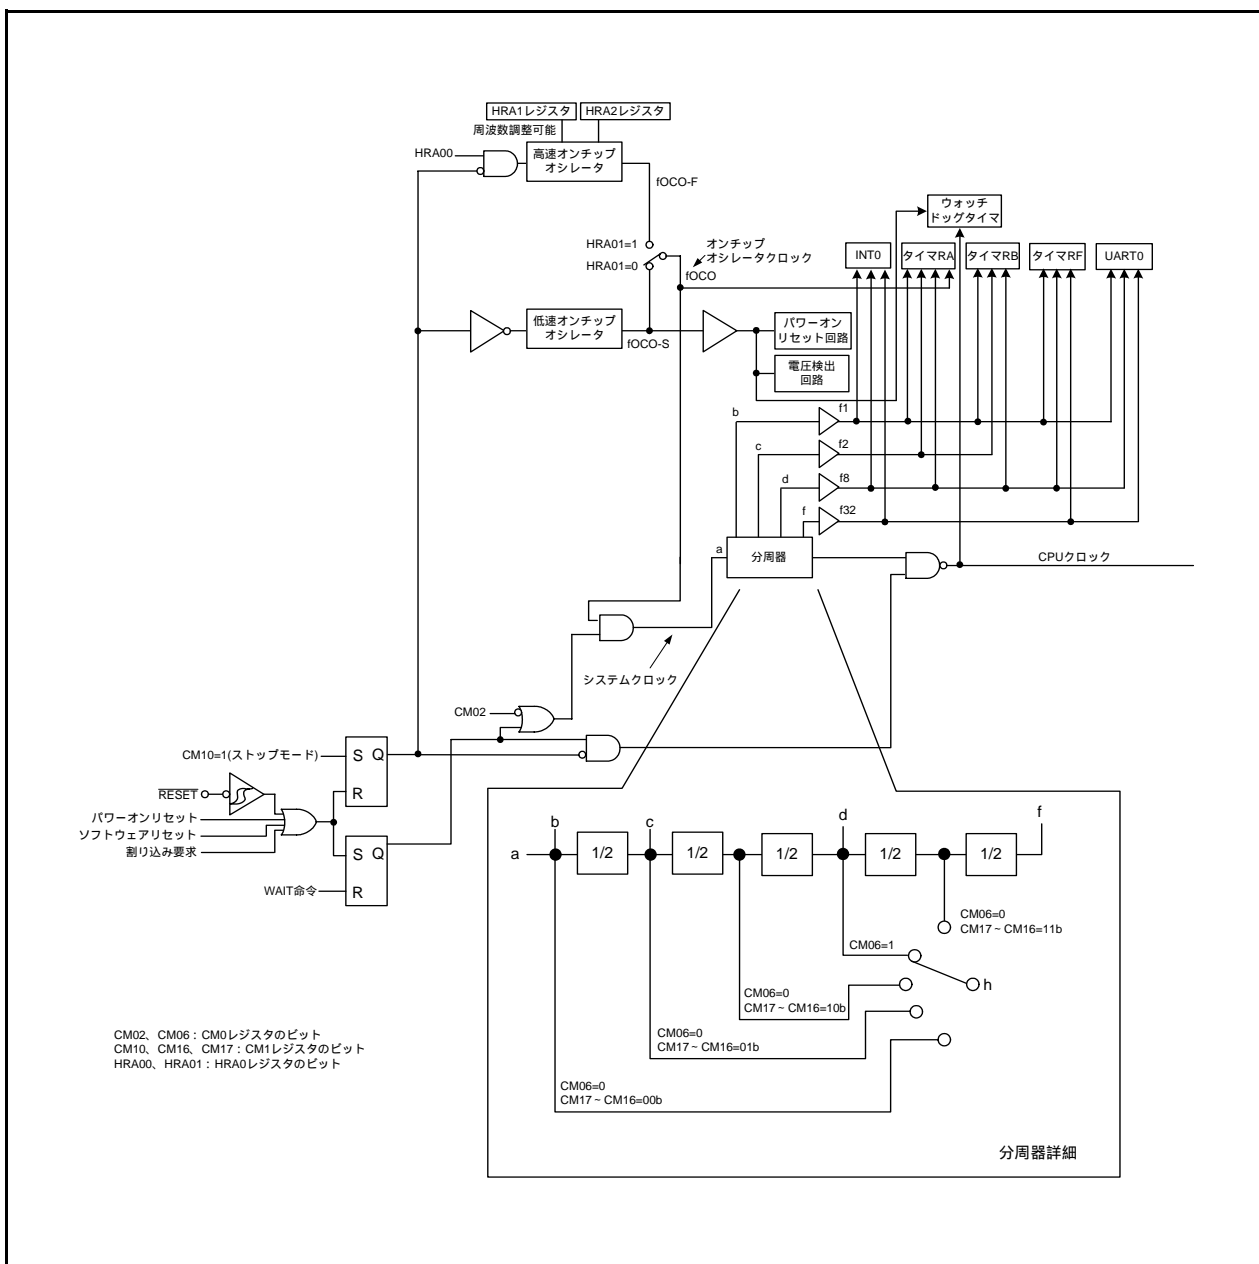 HRA1レジスタ
HRA2レジスタ
周波数調整可能
HRA00
高速オンチップ
オシレータ
fOCO-F
HRA01=1
HRA01=0
オンチップ
オシレータクロック
fOCO
ウォッチ
ドッグタイマ
INT0
タイマRA
タイマRB
タイマRF
UART0
低速オンチップ
オシレータ
fOCO-S
パワーオン
リセット回路
電圧検出
回路
b
f1
c
f2
d
f8
f
f32
a
分周器
CPUクロック
システムクロック
CM02
CM10=1(ストップモード)
S Q
R
RESET
パワーオンリセット
ソフトウェアリセット
割り込み要求
S Q
R
WAIT命令
b
c
d
f
a
1/2
1/2
1/2
1/2
1/2
CM06=0
CM17~CM16=11b
CM06=1
h
CM06=0
CM17~CM16=10b
CM06=0
CM17~CM16=01b
CM06=0
CM17~CM16=00b
分周器詳細
CM02、CM06:CM0レジスタのビット
CM10、CM16、CM17:CM1レジスタのビット
HRA00、HRA01:HRA0レジスタのビット